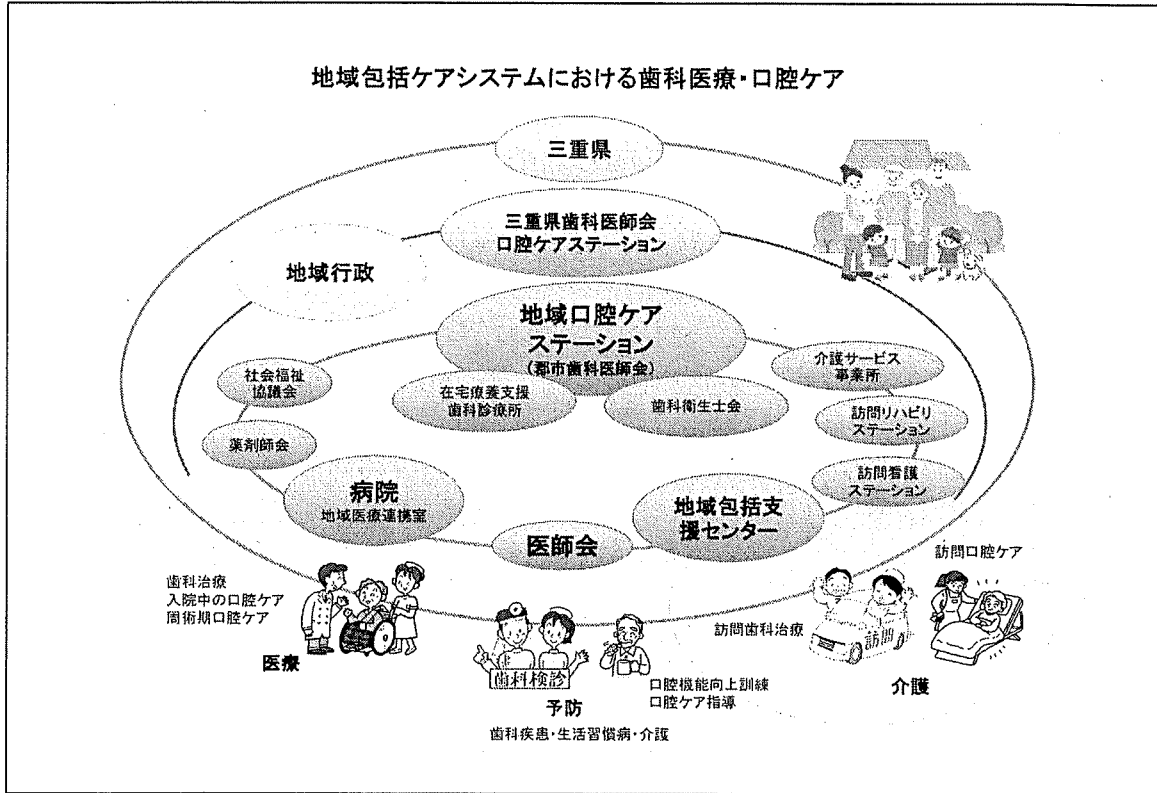 地域包括ケアシステムにおける歯科医療・口腔ケア
三重県
三重県歯科医師会
口腔ケアステーション
地域行政
地域口腔ケア
ステーション
(郡市歯科医師会)
社会福祉
協議会
在宅療養支援
歯科診療所
歯科衛生士会
介護サービス
事業所
訪問リハビリ
ステーション
薬剤師会
訪問看護
ステーション
病院
地域医療連携室
地域包括支
援センター
医師会
歯科治療
入院中の口腔ケア
周術期口腔ケア
医療
歯科検診
予防
口腔機能向上訓練
口腔ケア指導
歯科疾患・生活習慣病・介護
訪問歯科治療
訪問
訪問口腔ケア
介護